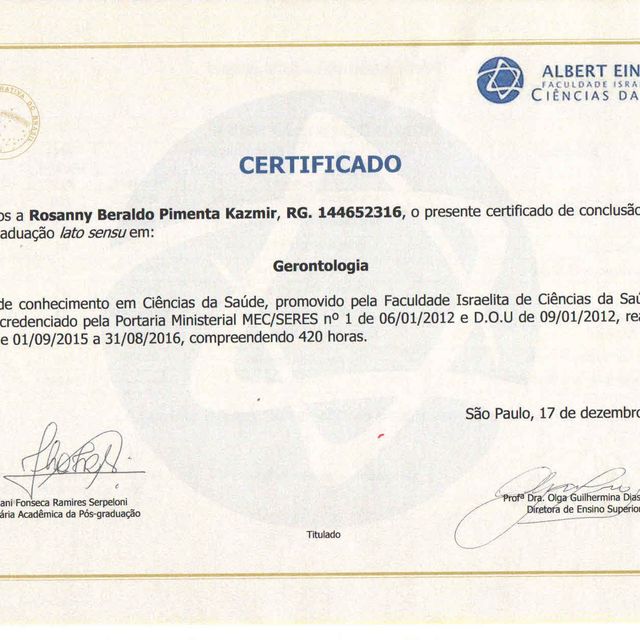 ALBERT EIN
FACULDADE ISRAE
CIÊNCIAS DA
CERTIFICADO
os a Rosanny Beraldo Pimenta Kazmir, RG. 144652316, o presente certificado de conclusão
aduação lato sensu em:
Gerontologia
de conhecimento em Ciências da Saúde, promovido pela Faculdade Israelita de Ciências da Saú
credenciado pela Portaria Ministerial MEC/SERES nº 1 de 06/01/2012 e D.O.U de 09/01/2012, rea
e 01/09/2015 a 31/08/2016, compreendendo 420 horas.
São Paulo, 17 de dezembro
ani Fonseca Ramires Serpeloni
ária Acadêmica da Pós-graduação
Profª Dra. Olga Guilhermina Dias
Diretora de Ensino Superior
Titulado